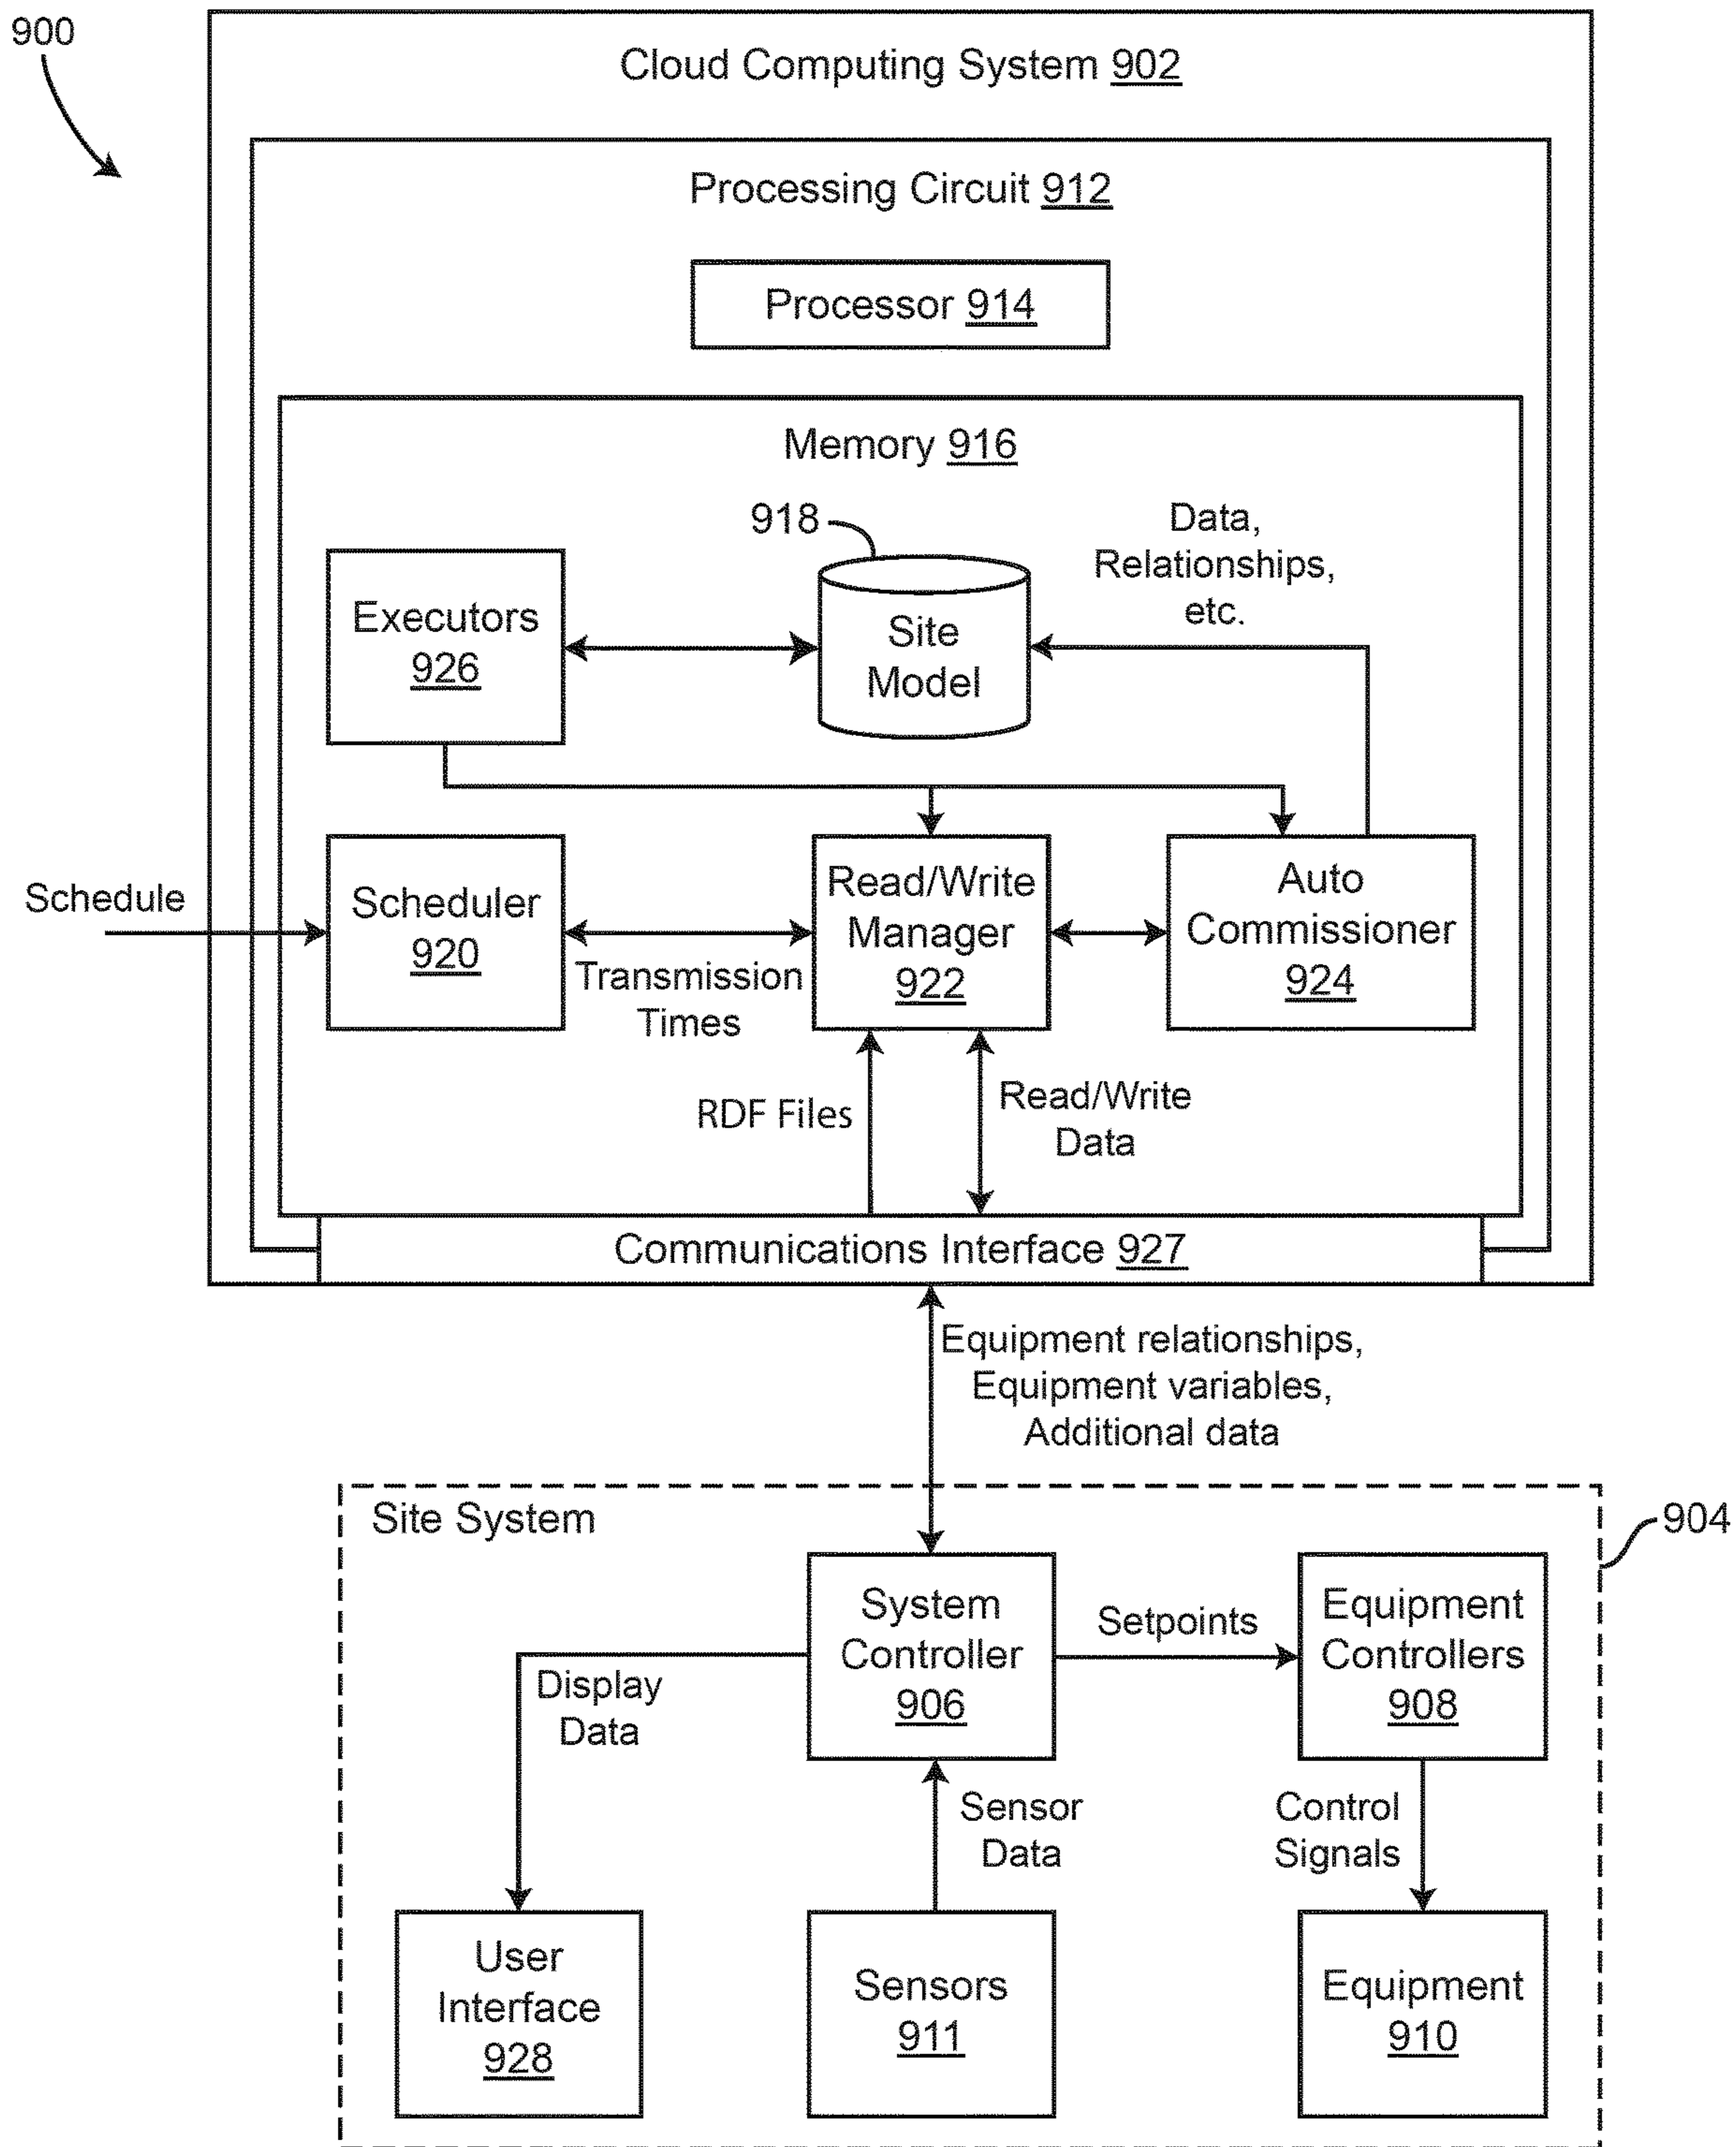 900
Cloud Computing System 902
Processing Circuit 912
Processor 914
Memory 916
918
Data,
Relationships,
etc.
Executors
926
Site
Model
Schedule
Scheduler
920
Transmission
Times
Read/Write
Manager
922
Auto
Commissioner
924
RDF Files
Read/Write
Data
Communications Interface 927
Equipment relationships,
Equipment variables,
Additional data
Site System
904
System
Controller
906
Setpoints
Equipment
Controllers
908
Display
Data
Sensor
Data
Control
Signals
User
Interface
928
Sensors
911
Equipment
910